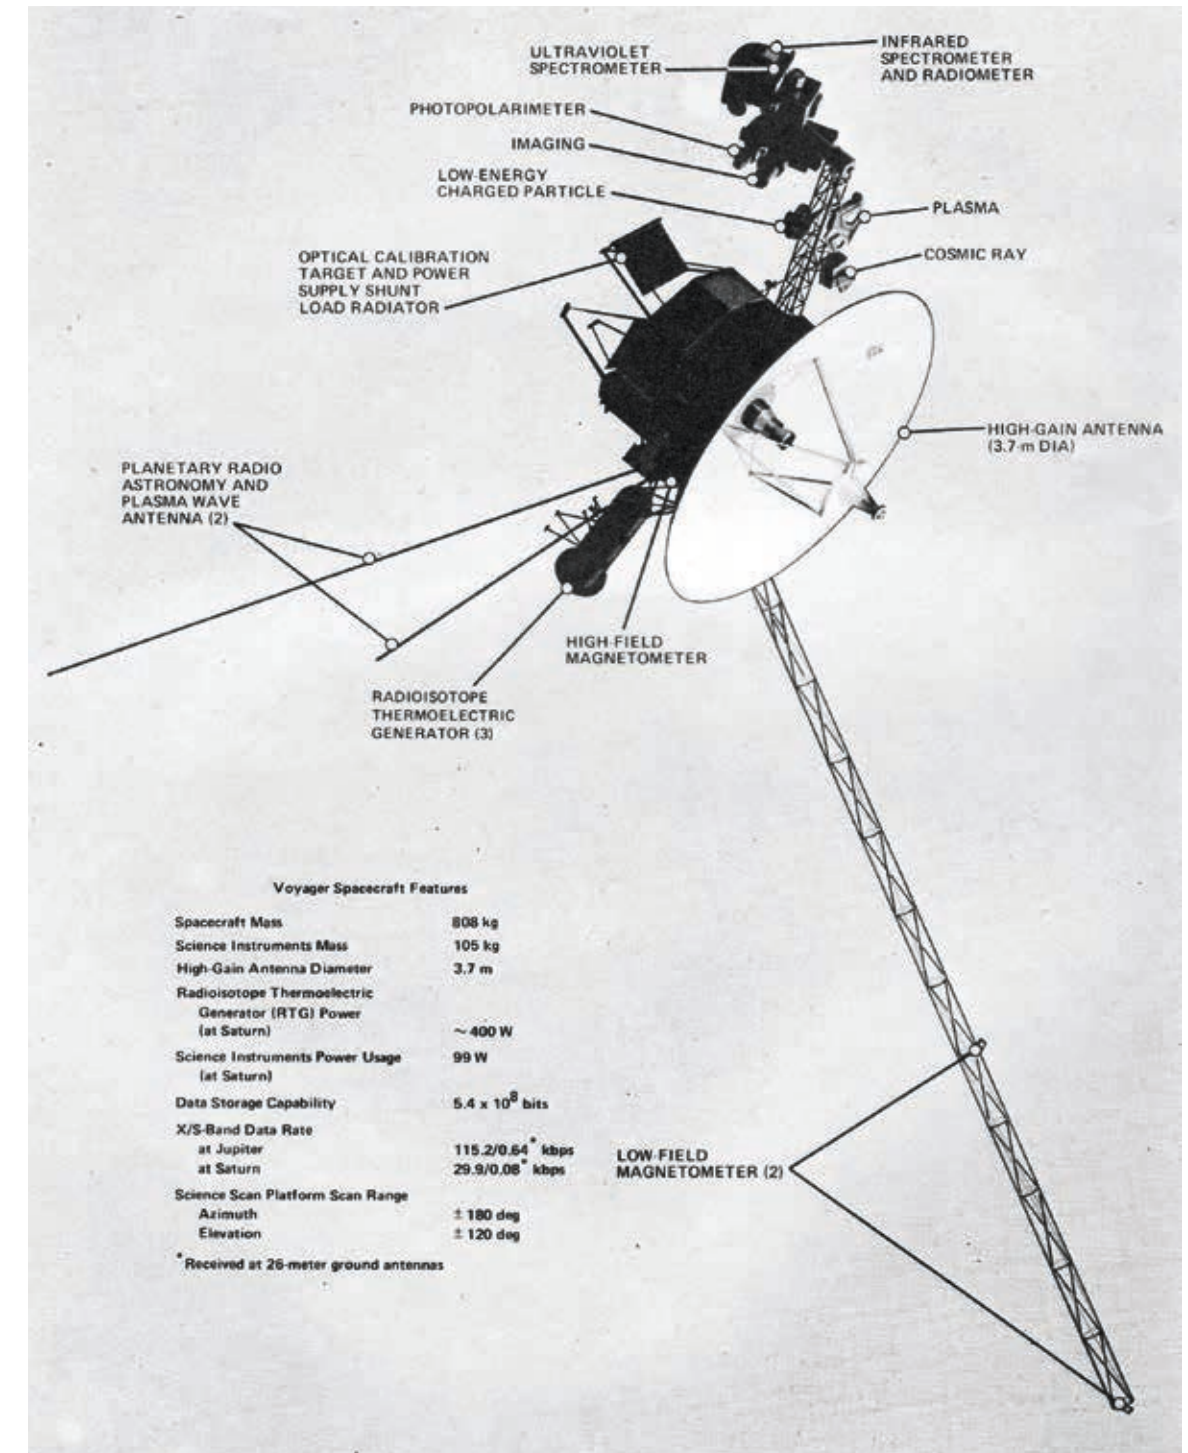 ULTRAVIOLET
SPECTROMETER
INFRARED
SPECTROMETER
AND RADIOMETER
PHOTOPOLARIMETER
IMAGING
LOW-ENERGY
CHARGED PARTICLE
PLASMA
COSMIC RAY
OPTICAL CALIBRATION
TARGET AND POWER
SUPPLY SHUNT
LOAD RADIATOR
HIGH-GAIN ANTENNA
(3.7-m DIA)
PLANETARY RADIO
ASTRONOMY AND
PLASMA WAVE
ANTENNA (2)
HIGH-FIELD
MAGNETOMETER
RADIOISOTOPE
THERMOELECTRIC
GENERATOR (3)
Voyager Spacecraft Features
Spacecraft Mass 808 kg
Science Instruments Mass 105 kg
High-Gain Antenna Diameter 3.7 m
Radioisotope Thermoelectric
Generator (RTG) Power
(at Saturn) ~ 400 W
Science Instruments Power Usage 99 W
(at Saturn)
Data Storage Capability 5.4 x 10⁸ bits
X/S-Band Data Rate
at Jupiter 115.2/0.64* kbps
at Saturn 29.9/0.08* kbps
Science Scan Platform Scan Range
Azimuth ± 180 deg
Elevation ± 120 deg
*Received at 26-meter ground antennas
LOW-FIELD
MAGNETOMETER (2)